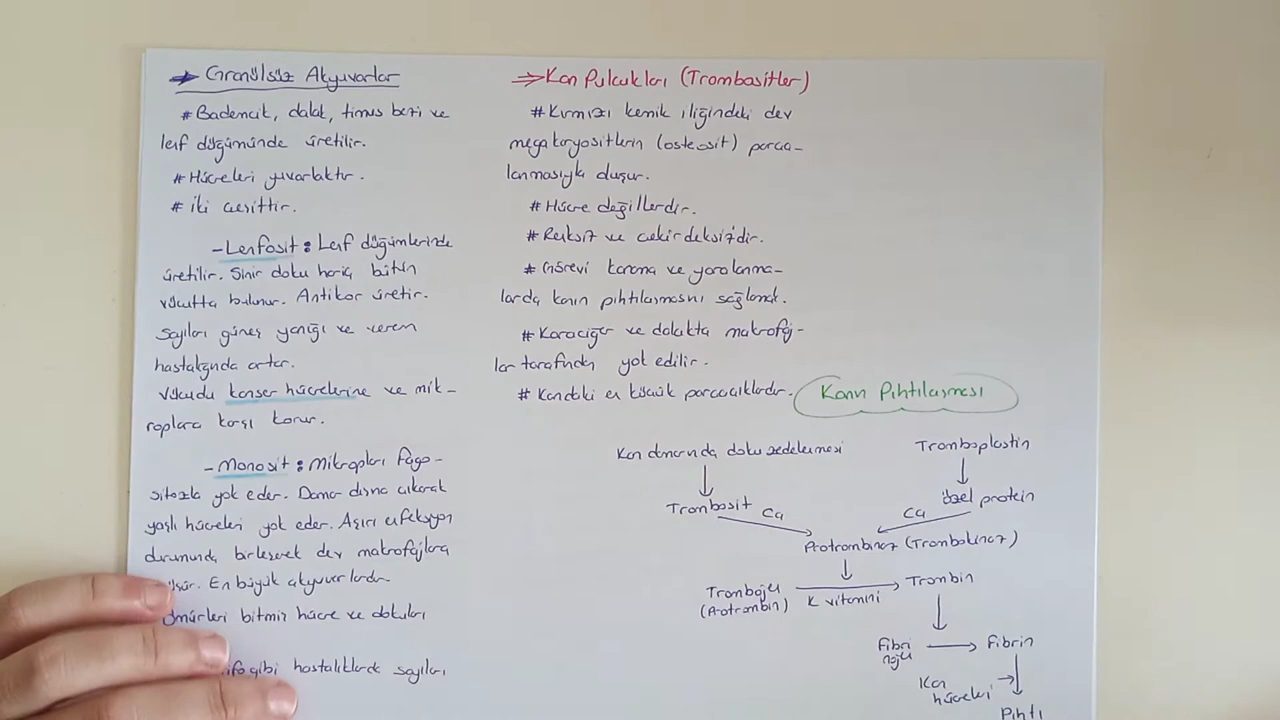 → Granülsüz Akyuvarlar
# Bademcik, dalak, timus bezi ve
lenf düğümünde üretilir.
# Hücreleri yuvarlaktır.
# İki çeşittir.
- Lenfosit : Lenf düğümlerinde
üretilir. Sinir doku hariç bütün
vücutta bulunur. Antikor üretir.
Sayıları güneş yanığı ve verem
hastalığında artar.
Vücudu kanser hücrelerine ve mik-
roplara karşı korur.
- Monosit : Mikropları fago-
sitozla yok eder. Damar dışına çıkarak
yaşlı hücreleri yok eder. Aşırı enfeksiyon
durumunda birleşerek dev makrofajlara
En büyük akyuvarlardır.
Ömürleri bitmiş hücre ve dokuları
gibi hastalıklarda sayıları
⇒ Kan Pulcukları (Trombositler)
# Kırmızı kemik iliğindeki dev
megakaryositlerin (osteosit) parça-
lanmasıyla oluşur.
# Hücre değillerdir.
# Renksiz ve çekirdeksizdir.
# Görevi kanama ve yaralanma-
larda kanın pıhtılaşmasını sağlamak.
# Karaciğer ve dalakta makrofaj-
lar tarafından yok edilir.
# Kandaki en küçük parçacıklardır.
Kanın Pıhtılaşması
Kan damarında doku zedelenmesi
Tromboplastin
Trombosit
Ca
Ca
özel protein
Protrombinaz (Trombokinaz)
Trombojen
(Protrombin)
K vitamini
Trombin
Fibri
nojen
Fibrin
Kan
hücreleri
Pıhtı